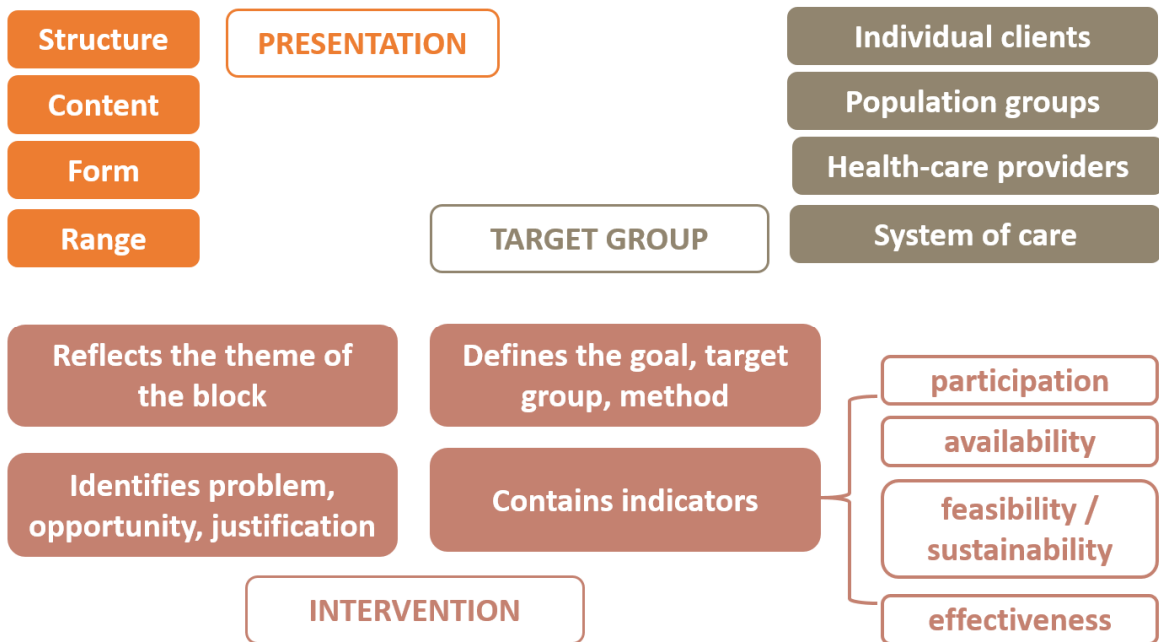 Structure
PRESENTATION
Content
Form
Range
Individual clients
Population groups
Health-care providers
System of care
TARGET GROUP
Reflects the theme of
the block
Defines the goal, target
group, method
Identifies problem,
opportunity, justification
Contains indicators
participation
availability
feasibility /
sustainability
effectiveness
INTERVENTION